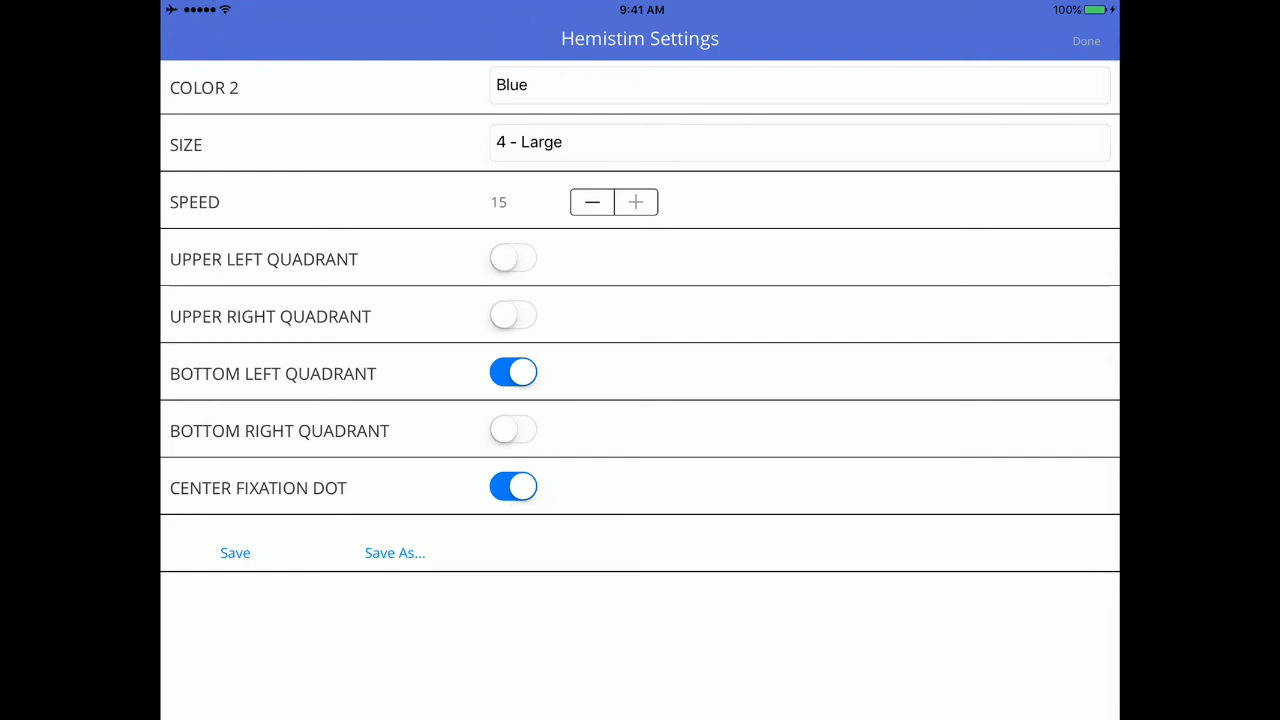 9:41 AM
100%
Hemistim Settings
Done
COLOR 2
Blue
SIZE
4 - Large
SPEED
15
UPPER LEFT QUADRANT
UPPER RIGHT QUADRANT
BOTTOM LEFT QUADRANT
BOTTOM RIGHT QUADRANT
CENTER FIXATION DOT
Save
Save As...